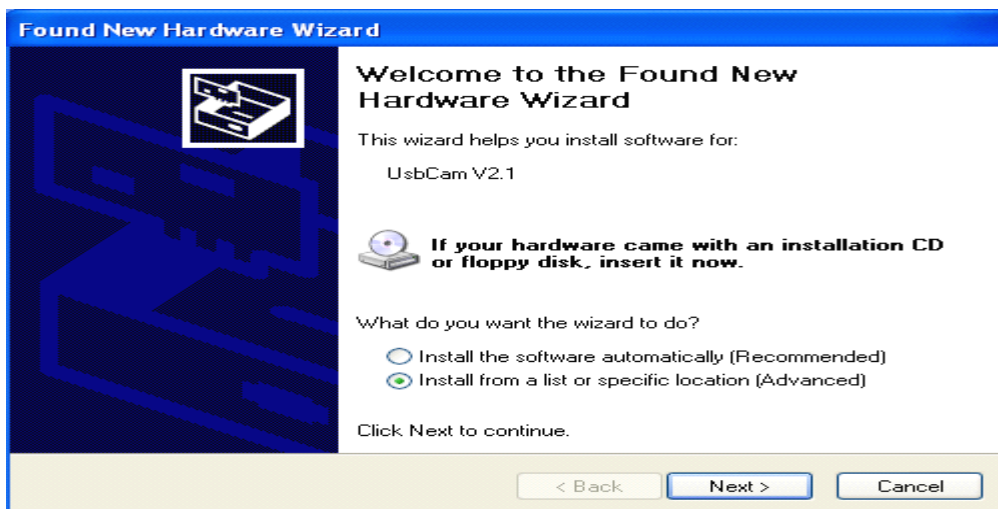 Found New Hardware Wizard
Welcome to the Found New
Hardware Wizard
This wizard helps you install software for:
UsbCam V2.1
If your hardware came with an installation CD
or floppy disk, insert it now.
What do you want the wizard to do?
Install the software automatically (Recommended)
Install from a list or specific location (Advanced)
Click Next to continue.
< Back Next > Cancel